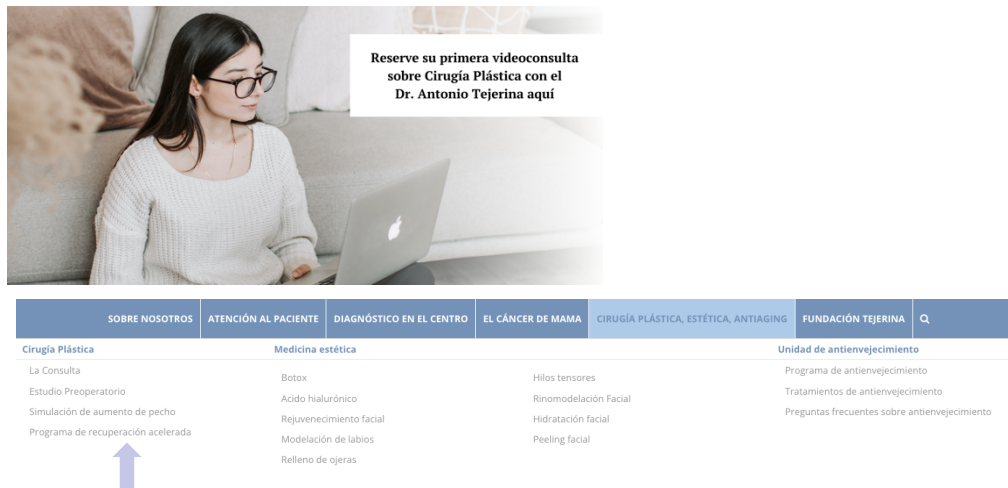 Reserve su primera videoconsulta
sobre Cirugía Plástica con el
Dr. Antonio Tejerina aquí
SOBRE NOSOTROS
ATENCIÓN AL PACIENTE
DIAGNÓSTICO EN EL CENTRO
EL CÁNCER DE MAMA
CIRUGÍA PLÁSTICA, ESTÉTICA, ANTIAGING
FUNDACIÓN TEJERINA
Cirugía Plástica
La Consulta
Estudio Preoperatorio
Simulación de aumento de pecho
Programa de recuperación acelerada
Medicina estética
Botox
Acido hialurónico
Rejuvenecimiento facial
Modelación de labios
Relleno de ojeras
Hilos tensores
Rinomodelación Facial
Hidratación facial
Peeling facial
Unidad de antienvejecimiento
Programa de antienvejecimiento
Tratamientos de antienvejecimiento
Preguntas frecuentes sobre antienvejecimiento